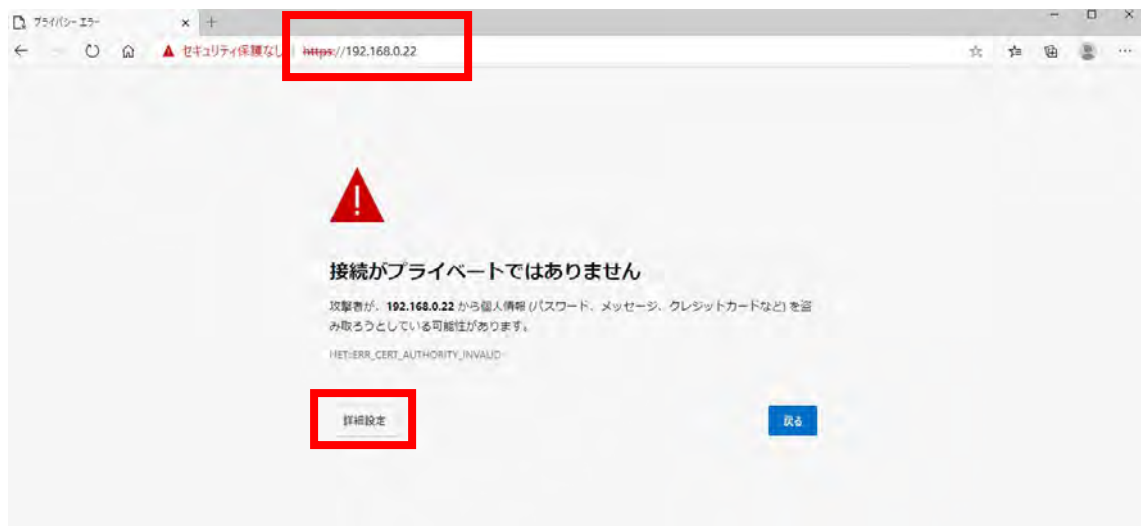 プライバシー エラー
セキュリティ保護なし | https://192.168.0.22
接続がプライベートではありません
攻撃者が、192.168.0.22 から個人情報 (パスワード、メッセージ、クレジットカードなど) を盗
み取ろうとしている可能性があります。
NET::ERR_CERT_AUTHORITY_INVALID
詳細設定
戻る